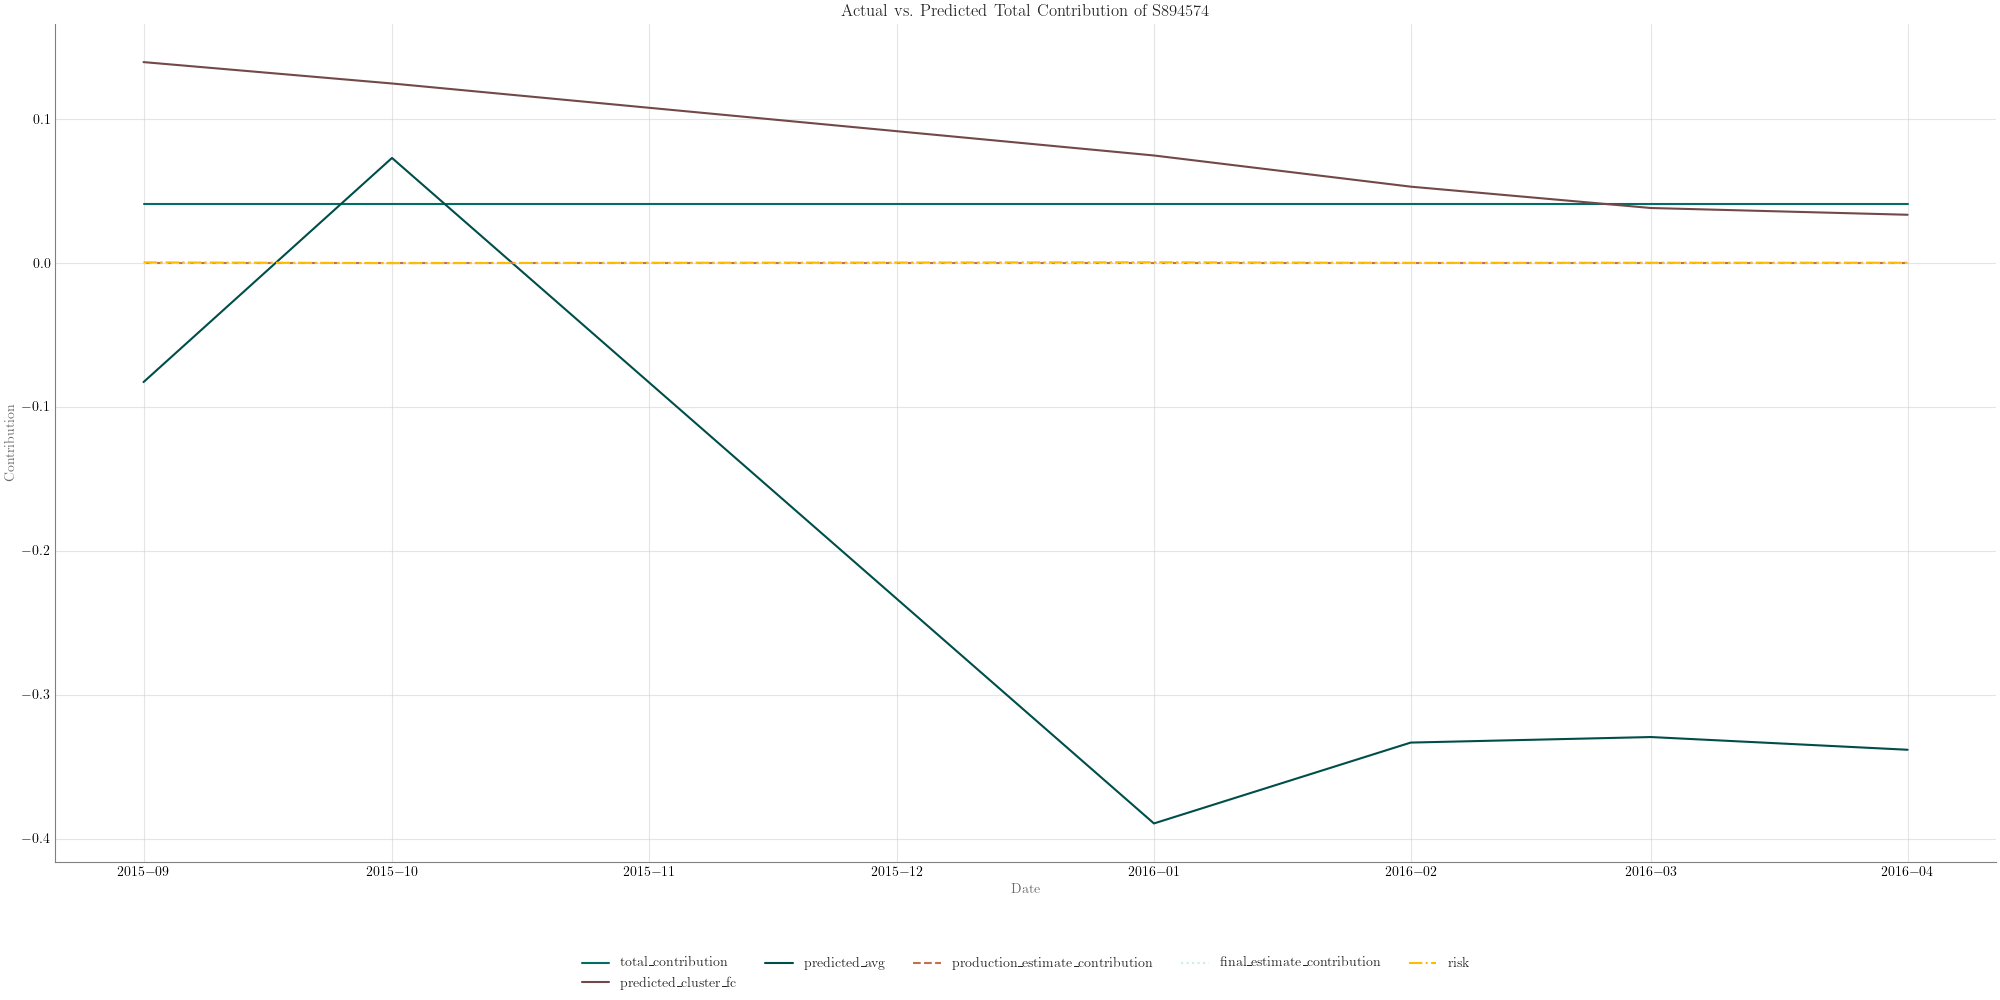 Actual vs. Predicted Total Contribution of S894574
0.1
0.0
−0.1
−0.2
−0.3
−0.4
Contribution
2015−09 2015−10 2015−11 2015−12 2016−01 2016−02 2016−03 2016−04
Date
total_contribution predicted_avg production_estimate_contribution final_estimate_contribution risk
predicted_cluster_fc